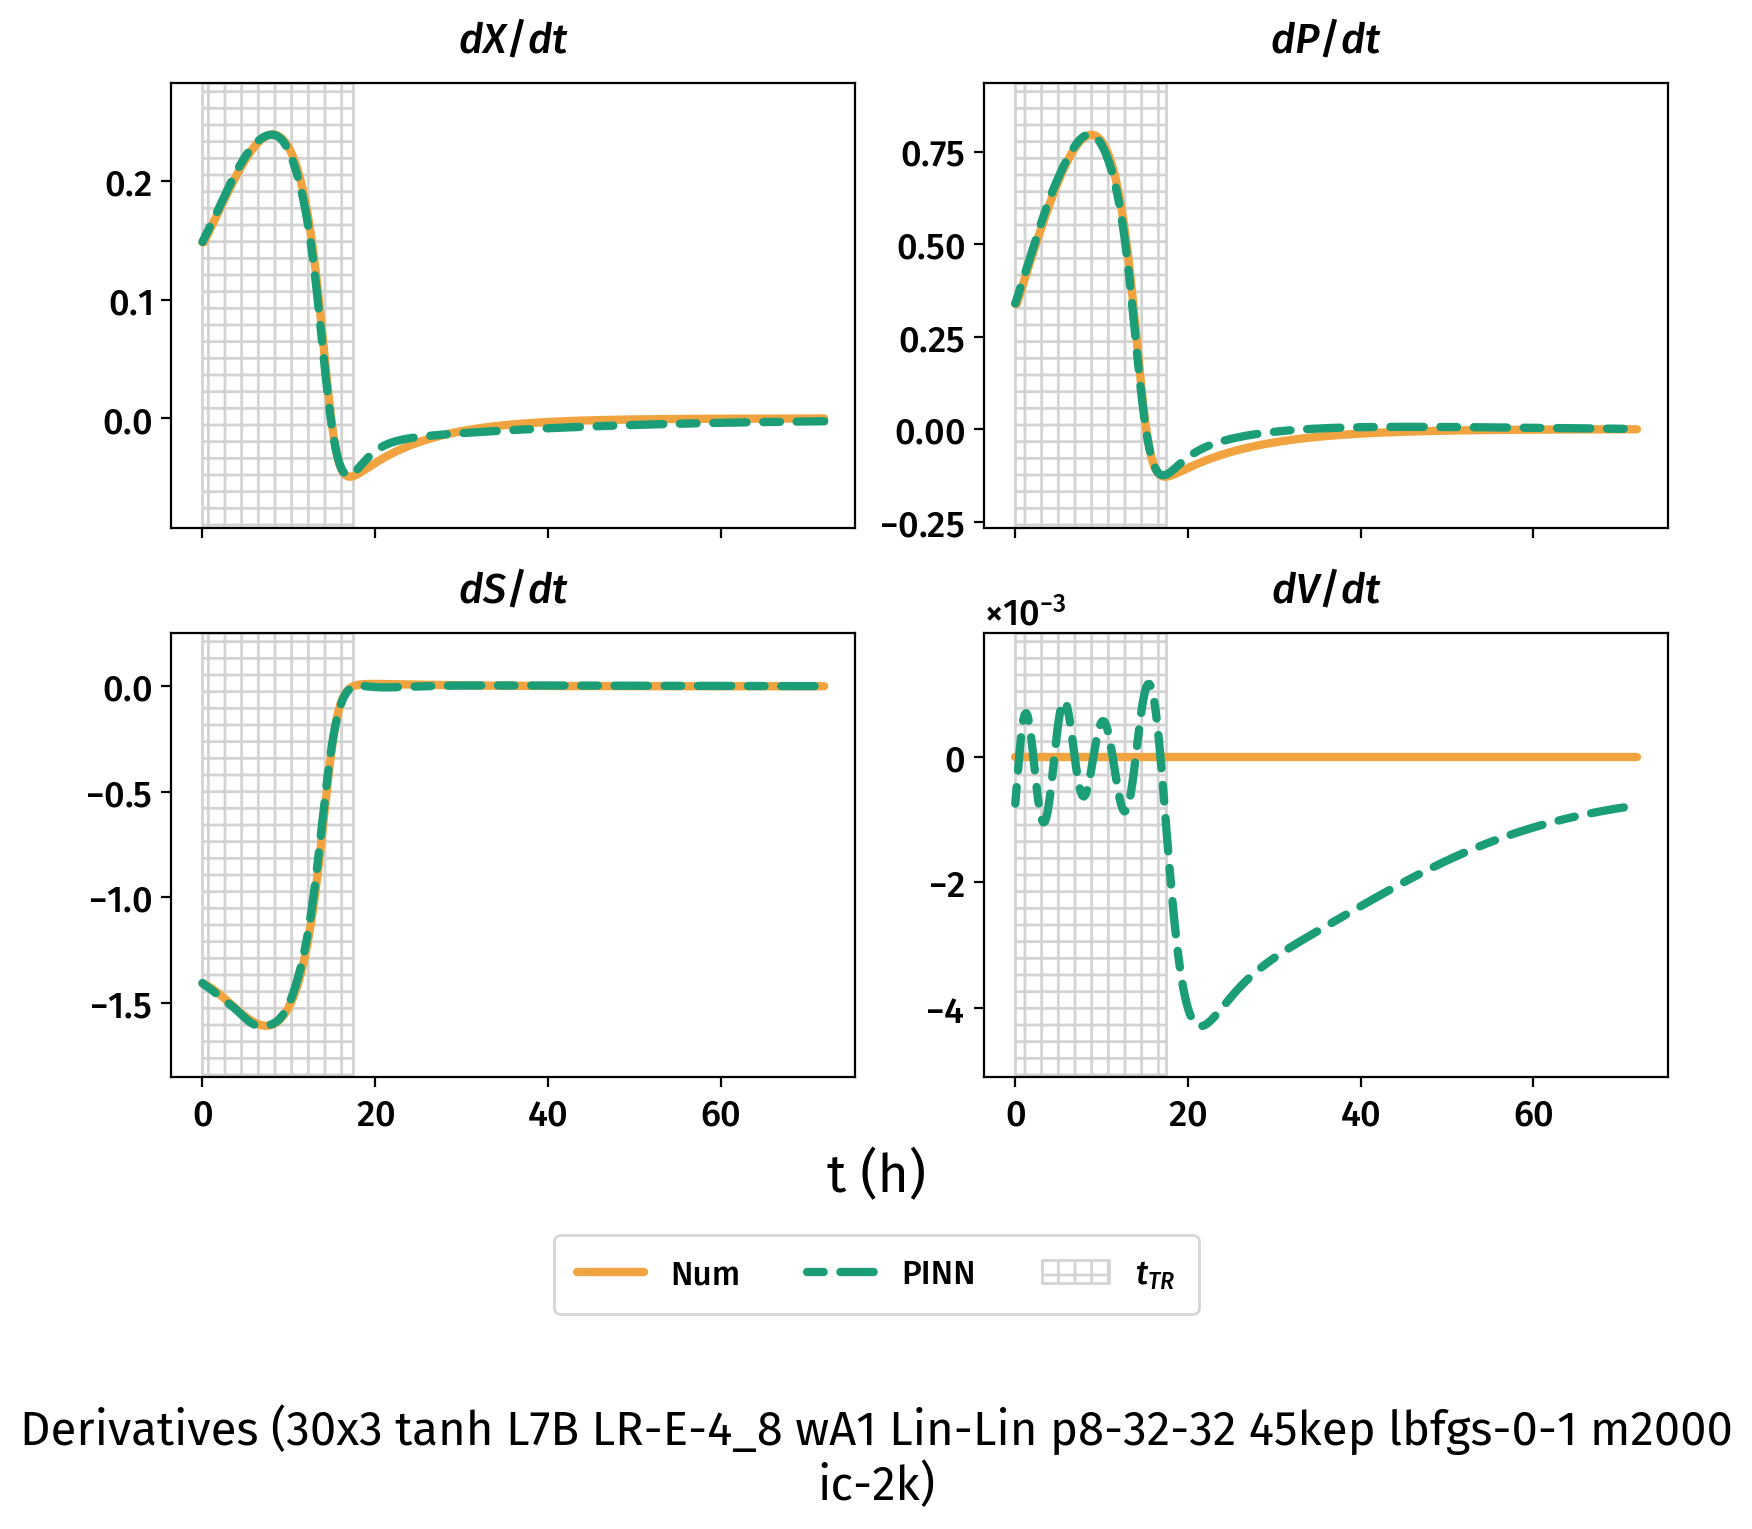 dX/dt
dP/dt
0.2
0.1
0.0
0.75
0.50
0.25
0.00
−0.25
dS/dt
dV/dt
×10⁻³
0.0
−0.5
−1.0
−1.5
0
−2
−4
0 20 40 60
0 20 40 60
t (h)
Num PINN t_TR
Derivatives (30x3 tanh L7B LR-E-4_8 wA1 Lin-Lin p8-32-32 45kep lbfgs-0-1 m2000
ic-2k)